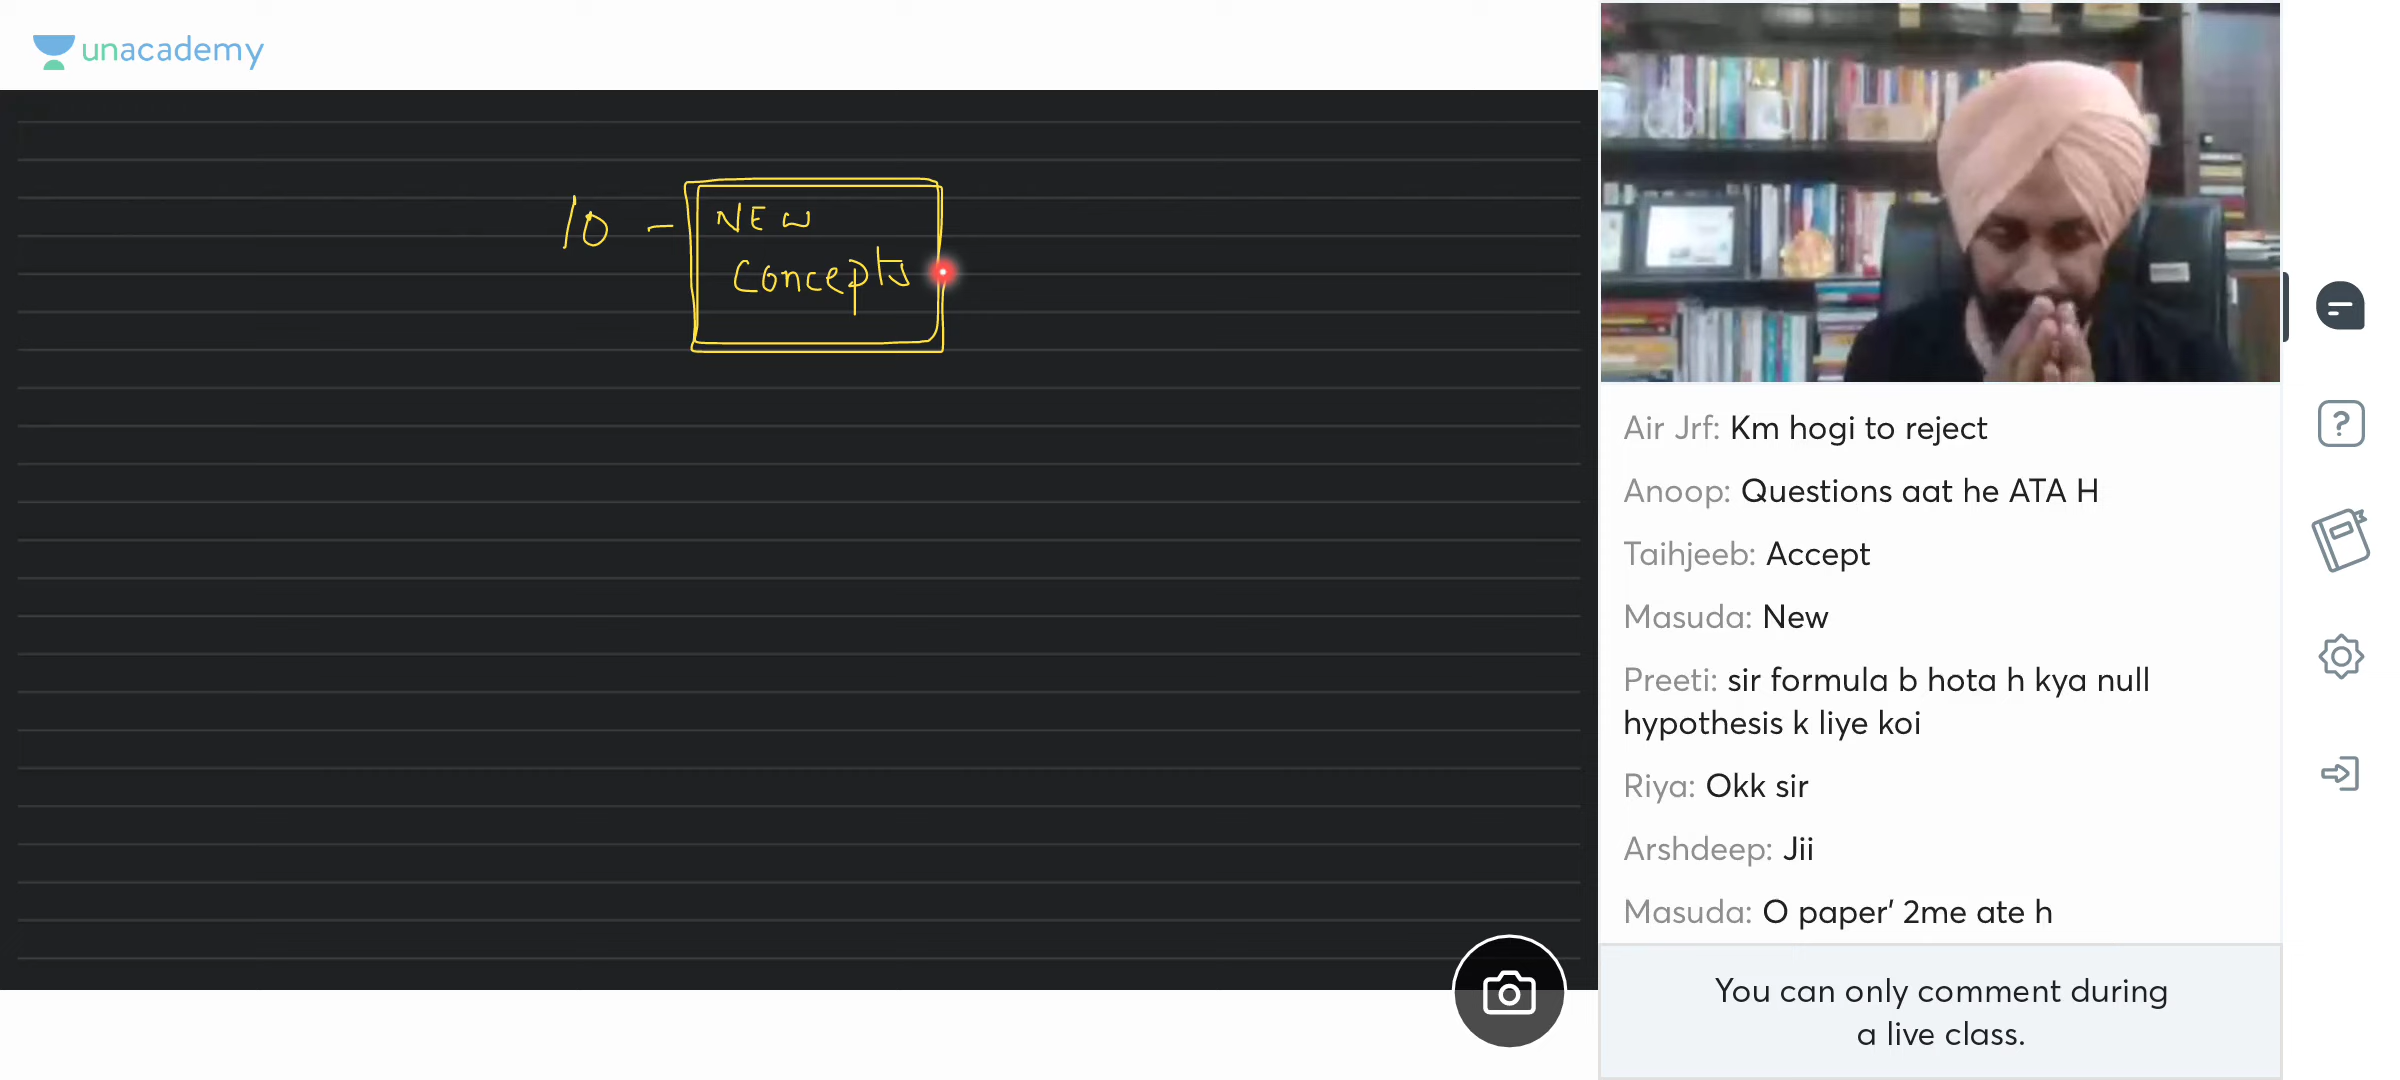 unacademy
10 - NEW
Concepts
Air Jrf: Km hogi to reject
Anoop: Questions aat he ATA H
Taihjeeb: Accept
Masuda: New
Preeti: sir formula b hota h kya null
hypothesis k liye koi
Riya: Okk sir
Arshdeep: Jii
Masuda: O paper' 2me ate h
You can only comment during
a live class.